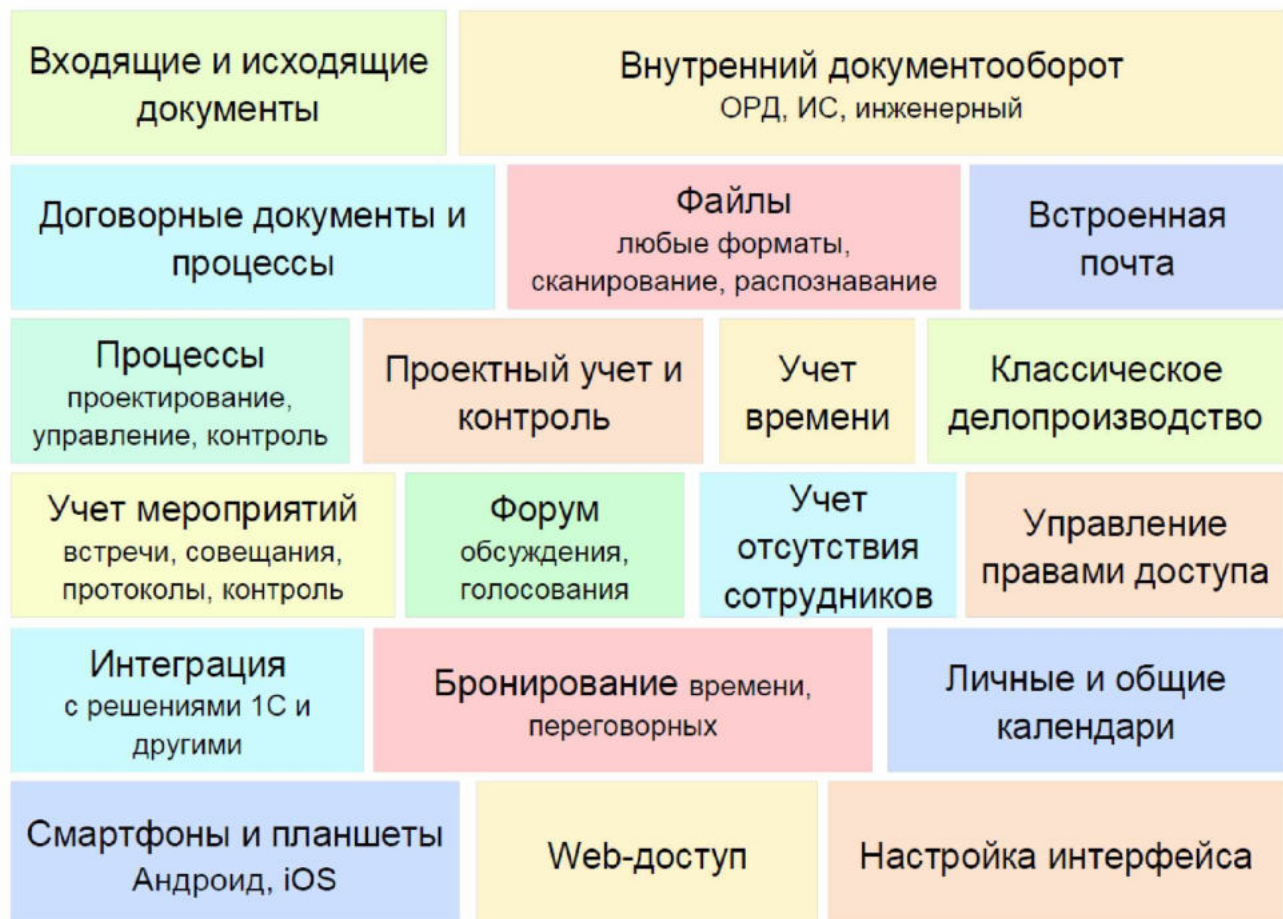 Входящие и исходящие
документы
Внутренний документооборот
ОРД, ИС, инженерный
Договорные документы и
процессы
Файлы
любые форматы,
сканирование, распознавание
Встроенная
почта
Процессы
проектирование,
управление, контроль
Проектный учет и
контроль
Учет
времени
Классическое
делопроизводство
Учет мероприятий
встречи, совещания,
протоколы, контроль
Форум
обсуждения,
голосования
Учет
отсутствия
сотрудников
Управление
правами доступа
Интеграция
с решениями 1С и
другими
Бронирование времени,
переговорных
Личные и общие
календари
Смартфоны и планшеты
Андроид, iOS
Web-доступ
Настройка интерфейса